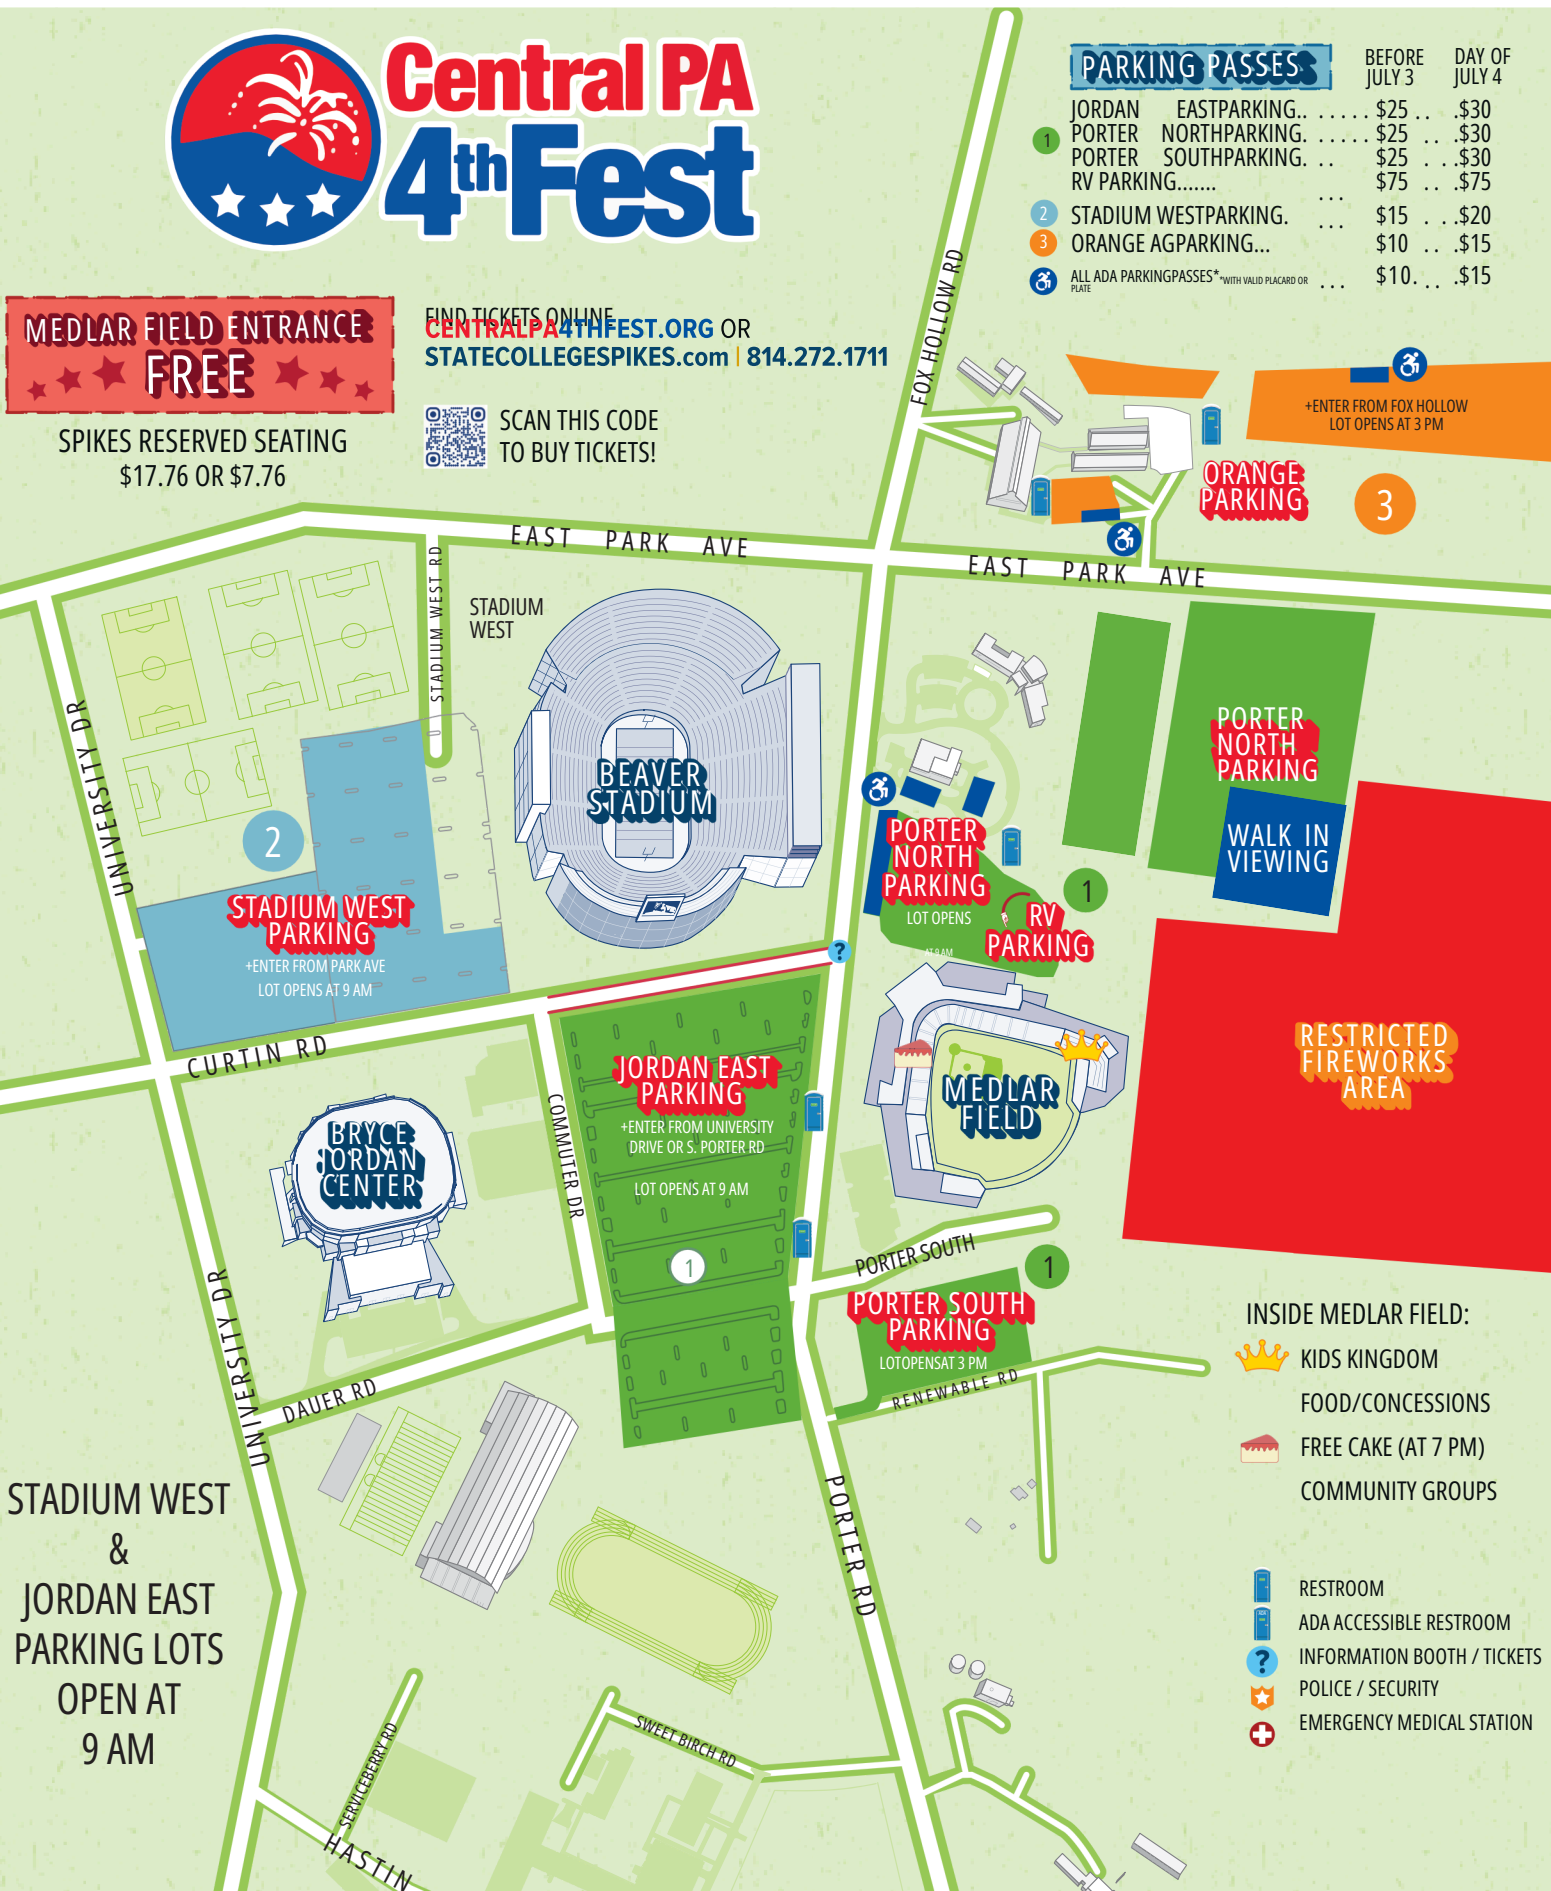 Central PA
4th Fest
PARKING PASSES
BEFORE JULY 3
DAY OF JULY 4
JORDAN EASTPARKING.. ...... $25 .. .$30
1 PORTER NORTHPARKING. ...... $25 .. .$30
PORTER SOUTHPARKING. .. $25 . . .$30
RV PARKING....... ... $75 .. .$75
2 STADIUM WESTPARKING. ... $15 . . .$20
3 ORANGE AGPARKING... ... $10 .. .$15
ALL ADA PARKINGPASSES* *WITH VALID PLACARD OR PLATE ... $10. .. .$15
MEDLAR FIELD ENTRANCE
FREE
SPIKES RESERVED SEATING
$17.76 OR $7.76
FIND TICKETS ONLINE
CENTRALPA4THFEST.ORG OR
STATECOLLEGESPIKES.com | 814.272.1711
SCAN THIS CODE
TO BUY TICKETS!
FOX HOLLOW RD
+ENTER FROM FOX HOLLOW
LOT OPENS AT 3 PM
ORANGE
PARKING
3
EAST PARK AVE
EAST PARK AVE
STADIUM WEST RD
STADIUM
WEST
UNIVERSITY DR
BEAVER
STADIUM
PORTER
NORTH
PARKING
WALK IN
VIEWING
2
STADIUM WEST
PARKING
+ENTER FROM PARK AVE
LOT OPENS AT 9 AM
PORTER
NORTH
PARKING
LOT OPENS
AT 9 AM
1
RV
PARKING
?
CURTIN RD
JORDAN EAST
PARKING
+ENTER FROM UNIVERSITY
DRIVE OR S. PORTER RD
LOT OPENS AT 9 AM
1
COMMUTER DR
MEDLAR
FIELD
RESTRICTED
FIREWORKS
AREA
BRYCE
JORDAN
CENTER
PORTER SOUTH
1
PORTER SOUTH
PARKING
LOTOPENSAT 3 PM
RENEWABLE RD
UNIVERSITY DR
DAUER RD
PORTER RD
INSIDE MEDLAR FIELD:
KIDS KINGDOM
FOOD/CONCESSIONS
FREE CAKE (AT 7 PM)
COMMUNITY GROUPS
STADIUM WEST
&
JORDAN EAST
PARKING LOTS
OPEN AT
9 AM
RESTROOM
ADA ACCESSIBLE RESTROOM
? INFORMATION BOOTH / TICKETS
POLICE / SECURITY
EMERGENCY MEDICAL STATION
SERVICEBERRY RD
SWEET BIRCH RD
HASTIN